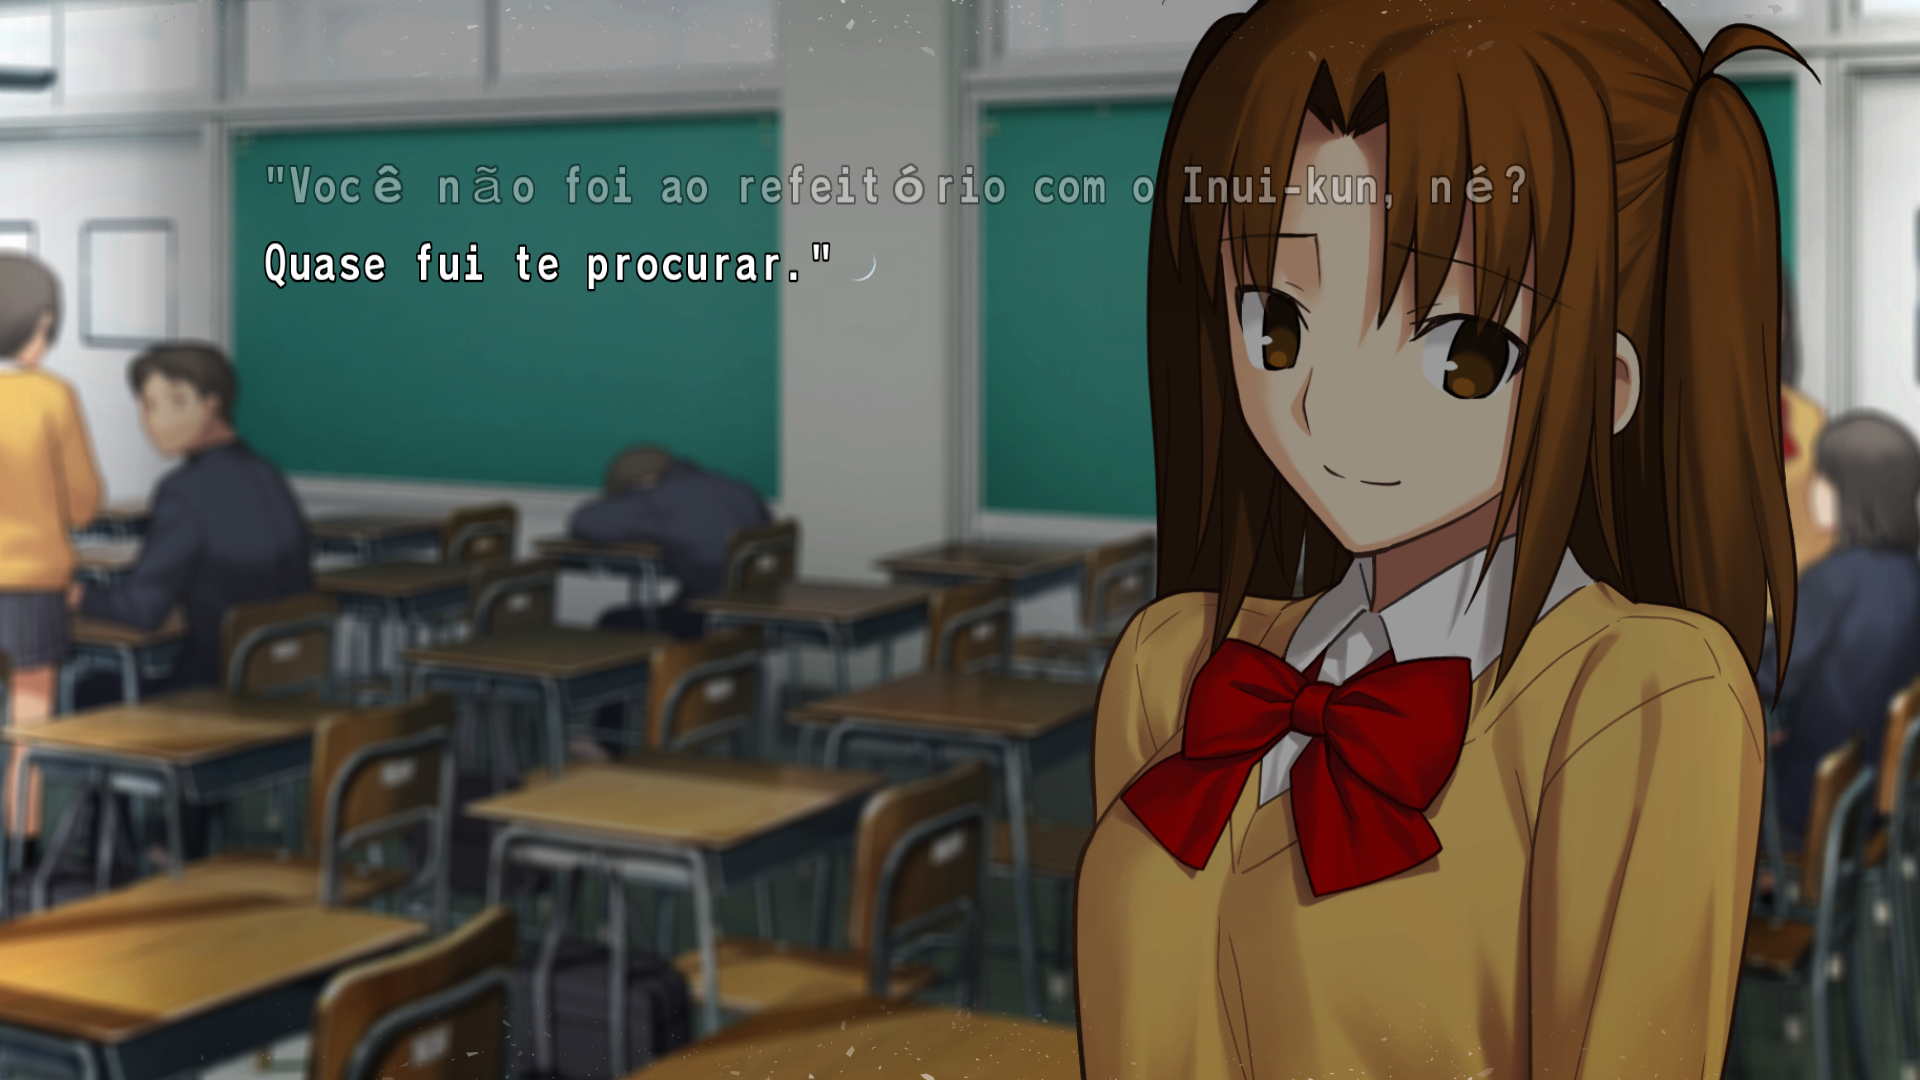 "Você não foi ao refeitório com o Inui-kun, né?
Quase fui te procurar."